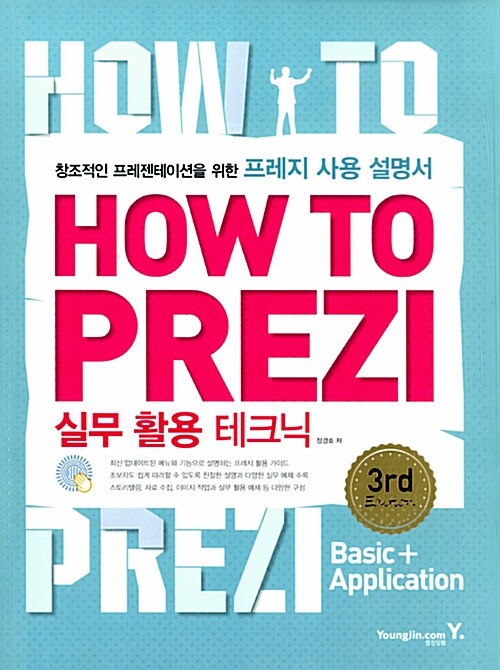 HOW TO
창조적인 프레젠테이션을 위한 프레지 사용 설명서
HOW TO
PREZI
실무 활용 테크닉
장경호 저
최신 업데이트된 메뉴와 기능으로 설명하는 프레지 활용 가이드
초보자도 쉽게 따라할 수 있도록 친절한 설명과 다양한 실무 예제 수록
스토리텔링, 자료 수집, 이미지 작업과 실무 활용 예제 등 다양한 구성
3rd
Edition
PREZI
Basic+
Application
YoungJin.com Y.
영진닷컴